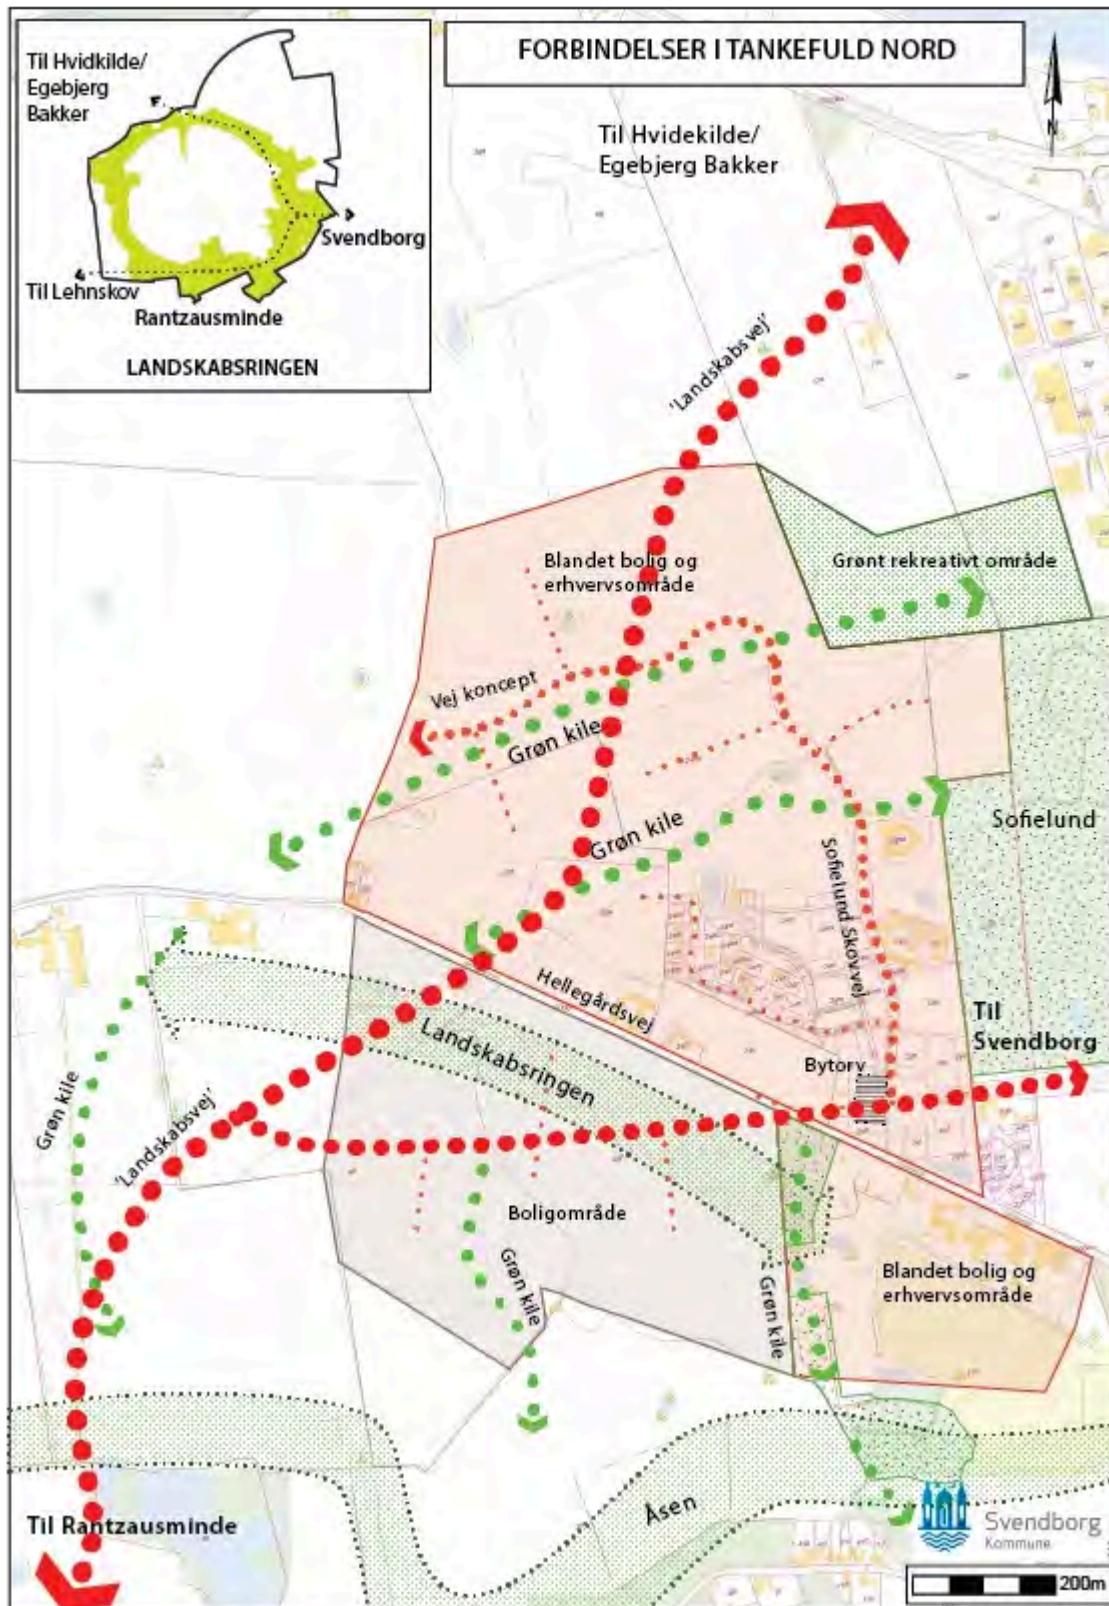 FORBINDELSER I TANKEFULD NORD
Til Hvidkilde/
Egebjerg
Bakker
Svendborg
Til Lehnskov
Rantzausminde
LANDSKABSRINGEN
N
Til Hvidekilde/
Egebjerg Bakker
'Landskabsvej'
Blandet bolig og
erhvervsområde
Grønt rekreativt område
Vej koncept
Grøn kile
Grøn kile
Sofielund
Sofielund Skovvej
Hellegårdsvej
Til
Svendborg
Landskabsringen
Bytorv
Grøn kile
'Landskabsvej'
Boligområde
Grøn kile
Grøn kile
Blandet bolig og
erhvervsområde
Åsen
Til Rantzausminde
Svendborg
Kommune
200m